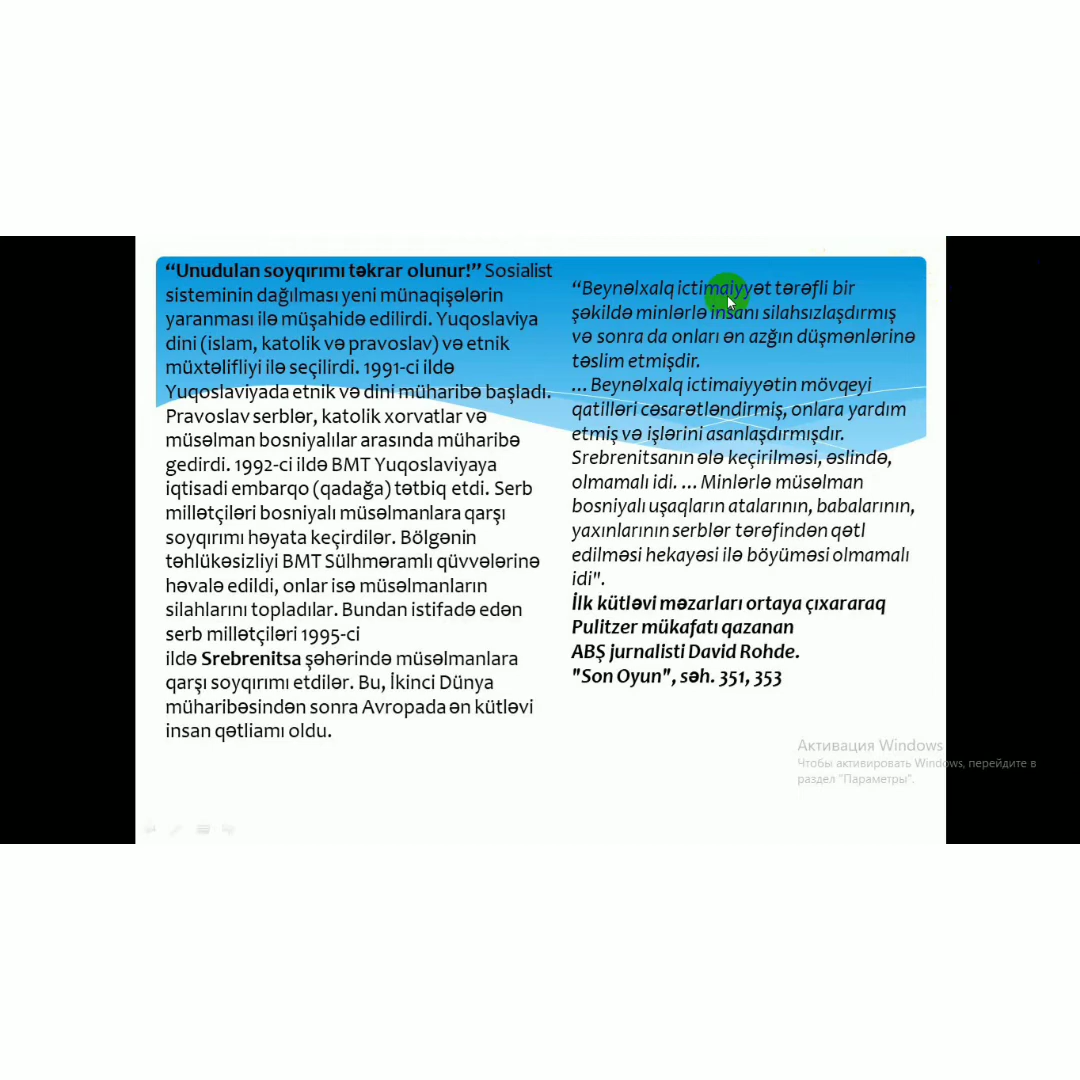 “Unudulan soyqırımı təkrar olunur!” Sosialist
sisteminin dağılması yeni münaqişələrin
yaranması ilə müşahidə edilirdi. Yuqoslaviya
dini (islam, katolik və pravoslav) və etnik
müxtəlifliyi ilə seçilirdi. 1991-ci ildə
Yuqoslaviyada etnik və dini müharibə başladı.
Pravoslav serblər, katolik xorvatlar və
müsəlman bosniyalılar arasında müharibə
gedirdi. 1992-ci ildə BMT Yuqoslaviyaya
iqtisadi embarqo (qadağa) tətbiq etdi. Serb
millətçiləri bosniyalı müsəlmanlara qarşı
soyqırımı həyata keçirdilər. Bölgənin
təhlükəsizliyi BMT Sülhməramlı qüvvələrinə
həvalə edildi, onlar isə müsəlmanların
silahlarını topladılar. Bundan istifadə edən
serb millətçiləri 1995-ci
ildə Srebrenitsa şəhərində müsəlmanlara
qarşı soyqırımı etdilər. Bu, İkinci Dünya
müharibəsindən sonra Avropada ən kütləvi
insan qətliamı oldu.
“Beynəlxalq ictimaiyyət tərəfli bir
şəkildə minlərlə insanı silahsızlaşdırmış
və sonra da onları ən azğın düşmənlərinə
təslim etmişdir.
... Beynəlxalq ictimaiyyətin mövqeyi
qatilləri cəsarətləndirmiş, onlara yardım
etmiş və işlərini asanlaşdırmışdır.
Srebrenitsanın ələ keçirilməsi, əslində,
olmamalı idi. ... Minlərlə müsəlman
bosniyalı uşaqların atalarının, babalarının,
yaxınlarının serblər tərəfindən qətl
edilməsi hekayəsi ilə böyüməsi olmamalı
idi".
İlk kütləvi məzarları ortaya çıxararaq
Pulitzer mükafatı qazanan
ABŞ jurnalisti David Rohde.
"Son Oyun", səh. 351, 353
Активация Windows
Чтобы активировать Windows, перейдите в
раздел "Параметры".